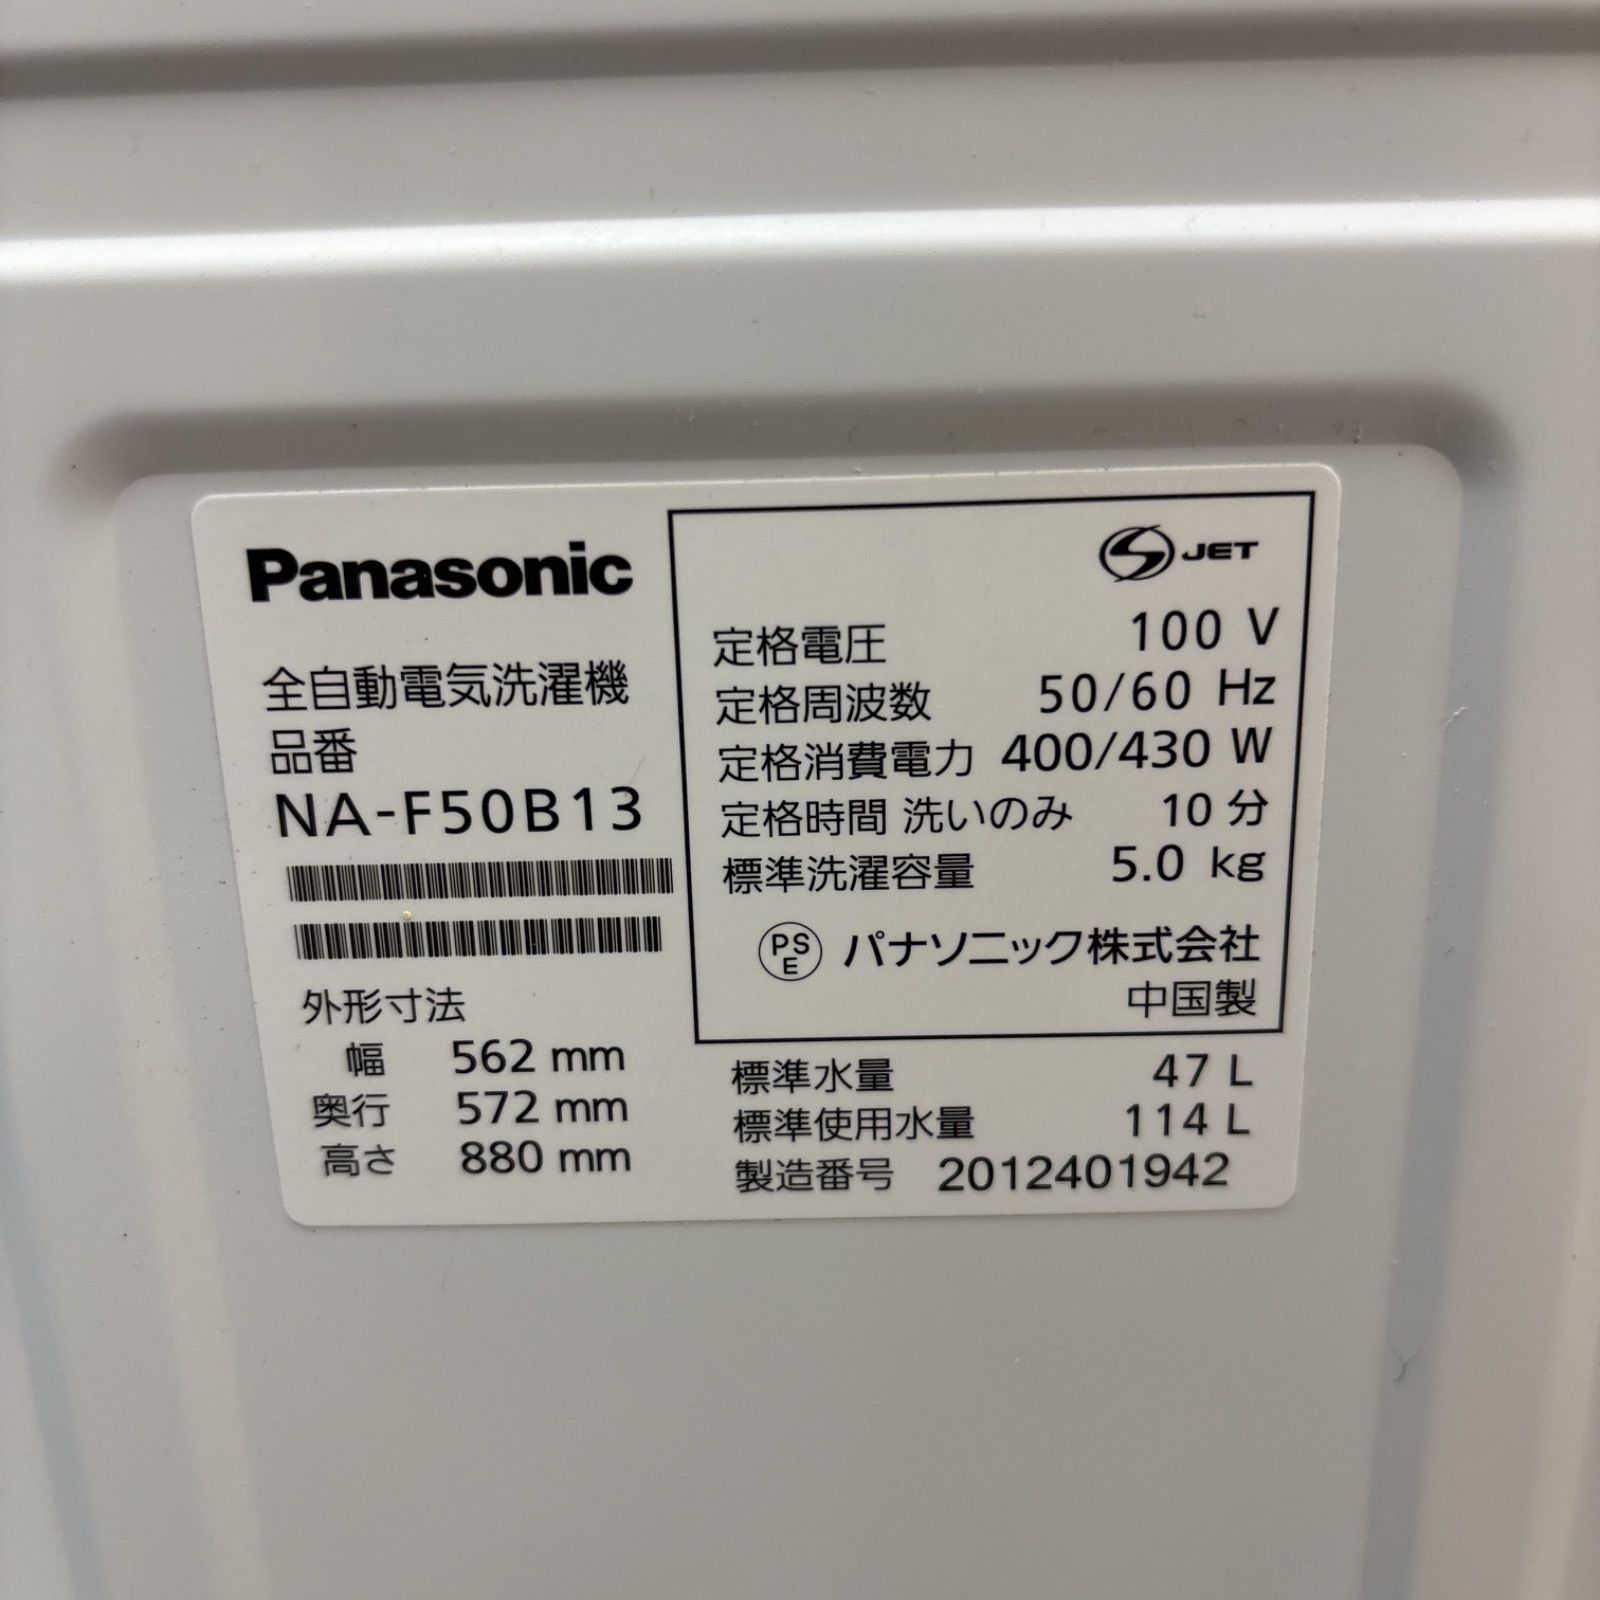 Panasonic
全自動電気洗濯機
品番
NA-F50B13
外形寸法
幅 562 mm
奥行 572 mm
高さ 880 mm
JET
定格電圧 100 V
定格周波数 50/60 Hz
定格消費電力 400/430 W
定格時間 洗いのみ 10 分
標準洗濯容量 5.0 kg
PS
E
パナソニック株式会社
中国製
標準水量 47 L
標準使用水量 114 L
製造番号 2012401942